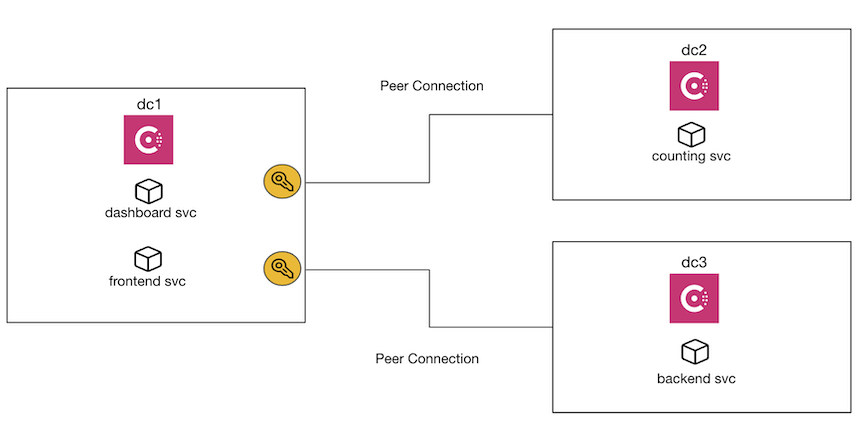 dc1
dashboard svc
frontend svc
Peer Connection
dc2
counting svc
Peer Connection
dc3
backend svc